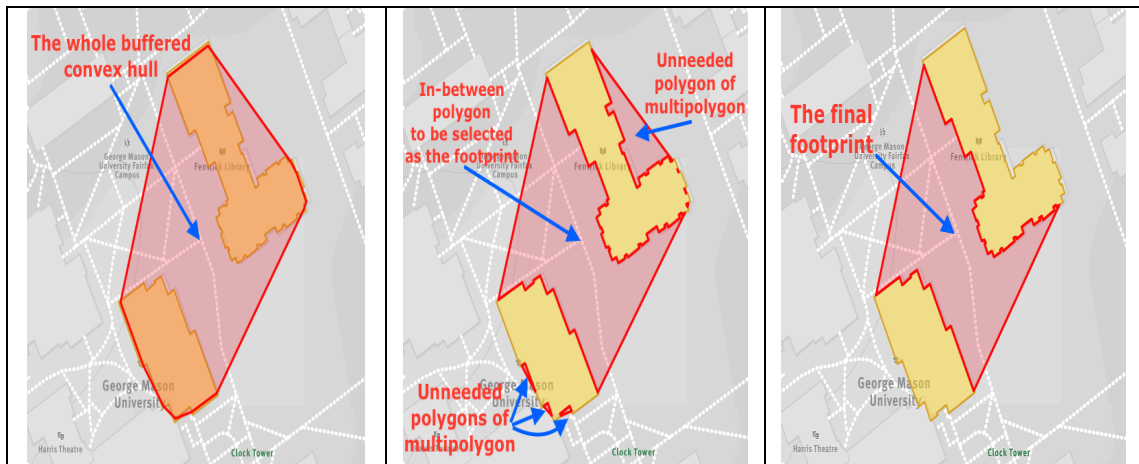 The whole buffered
convex hull
George Mason
University Fairfax
Campus
Fenwick Library
George Mason
University
Harris Theatre
Clock Tower
In-between
polygon
to be selected
as the footprint
Unneeded
polygon of
multipolygon
University Fairfax
Campus
Fenwick Library
Unneeded
polygons of
multipolygon
George Mason
University
Clock Tower
The final
footprint
George Mason
University Fairfax
Campus
Fenwick Library
George Mason
University
Harris Theatre
Clock Tower